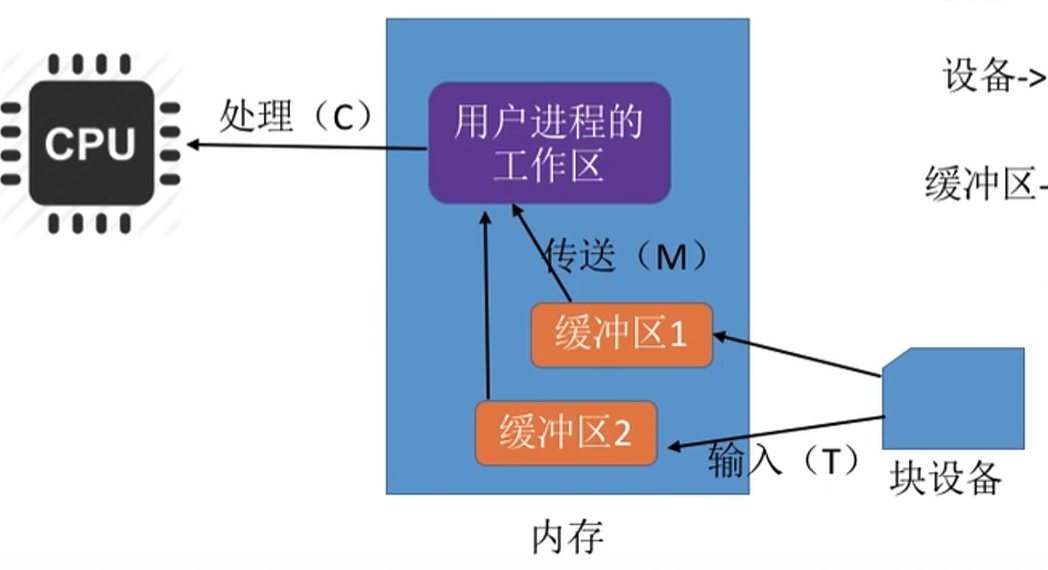 设备->
处理（C）
CPU
用户进程的
工作区
缓冲区-
传送（M）
缓冲区1
缓冲区2
输入（T）
块设备
内存